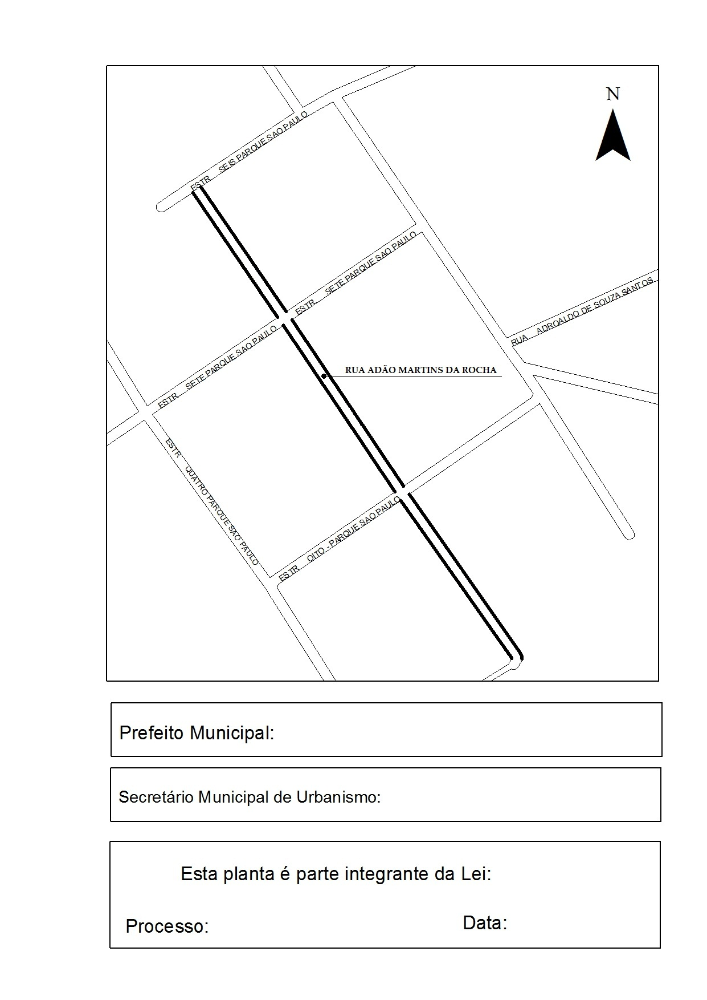 N
ESTR SEIS PARQUE SAO PAULO
ESTR. SETE PARQUE SAO PAULO
RUA ADROALDO DE SOUZA SANTOS
ESTR SETE PARQUE SAO PAULO
RUA ADÃO MARTINS DA ROCHA
ESTR QUATRO PARQUE SAO PAULO
ESTR OITO - PARQUE SAO PAULO
Prefeito Municipal:
Secretário Municipal de Urbanismo:
Esta planta é parte integrante da Lei:
Processo:
Data: